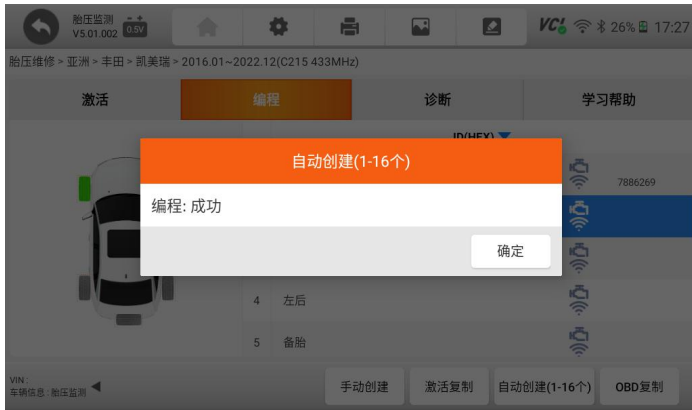 胎压监测
V5.01.002 0.5V VC 26% 17:27
胎压维修 > 亚洲 > 丰田 > 凯美瑞 > 2016.01~2022.12(C215 433MHz)
激活 编程 诊断 学习帮助
ID(HEX)
自动创建(1-16个)
7886269
编程: 成功
确定
4 左后
5 备胎
VIN :
车辆信息 : 胎压监测
手动创建 激活复制 自动创建(1-16个) OBD复制